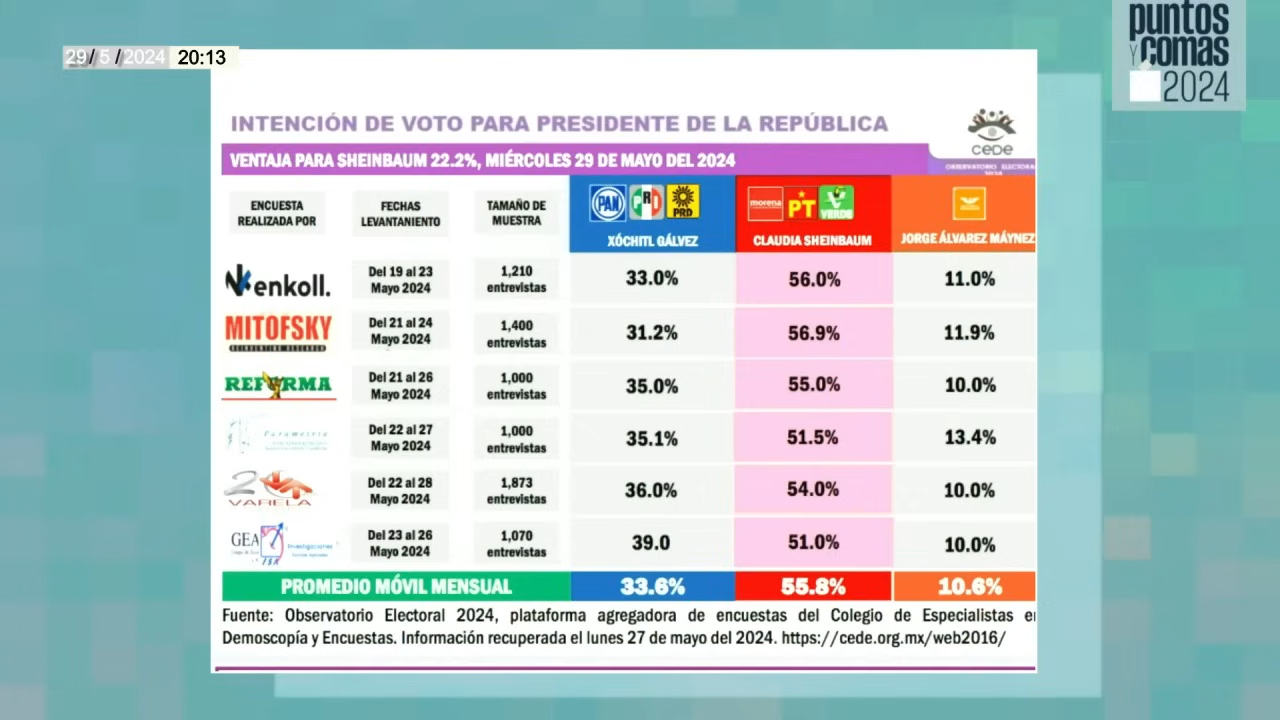 29/ 5 /2024 20:13
puntos
Y comas
2024
INTENCIÓN DE VOTO PARA PRESIDENTE DE LA REPÚBLICA
CEDE
OBSERVATORIO ELECTORAL
2024
VENTAJA PARA SHEINBAUM 22.2%, MIÉRCOLES 29 DE MAYO DEL 2024
ENCUESTA
REALIZADA POR
FECHAS
LEVANTAMIENTO
TAMAÑO DE
MUESTRA
PAN PRD PRD
XÓCHITL GÁLVEZ
morena PT VERDE
CLAUDIA SHEINBAUM
JORGE ÁLVAREZ MÁYNEZ
enkoll.
Del 19 al 23
Mayo 2024
1,210
entrevistas
33.0% 56.0% 11.0%
MITOFSKY
REINVENTING RESEARCH
Del 21 al 24
Mayo 2024
1,400
entrevistas
31.2% 56.9% 11.9%
REFORMA
Del 21 al 26
Mayo 2024
1,000
entrevistas
35.0% 55.0% 10.0%
Parametría
Del 22 al 27
Mayo 2024
1,000
entrevistas
35.1% 51.5% 13.4%
VARELA
Del 22 al 28
Mayo 2024
1,873
entrevistas
36.0% 54.0% 10.0%
GEA
Investigaciones
ISA
Del 23 al 26
Mayo 2024
1,070
entrevistas
39.0 51.0% 10.0%
PROMEDIO MÓVIL MENSUAL 33.6% 55.8% 10.6%
Fuente: Observatorio Electoral 2024, plataforma agregadora de encuestas del Colegio de Especialistas en
Demoscopía y Encuestas. Información recuperada el lunes 27 de mayo del 2024. https://cede.org.mx/web2016/